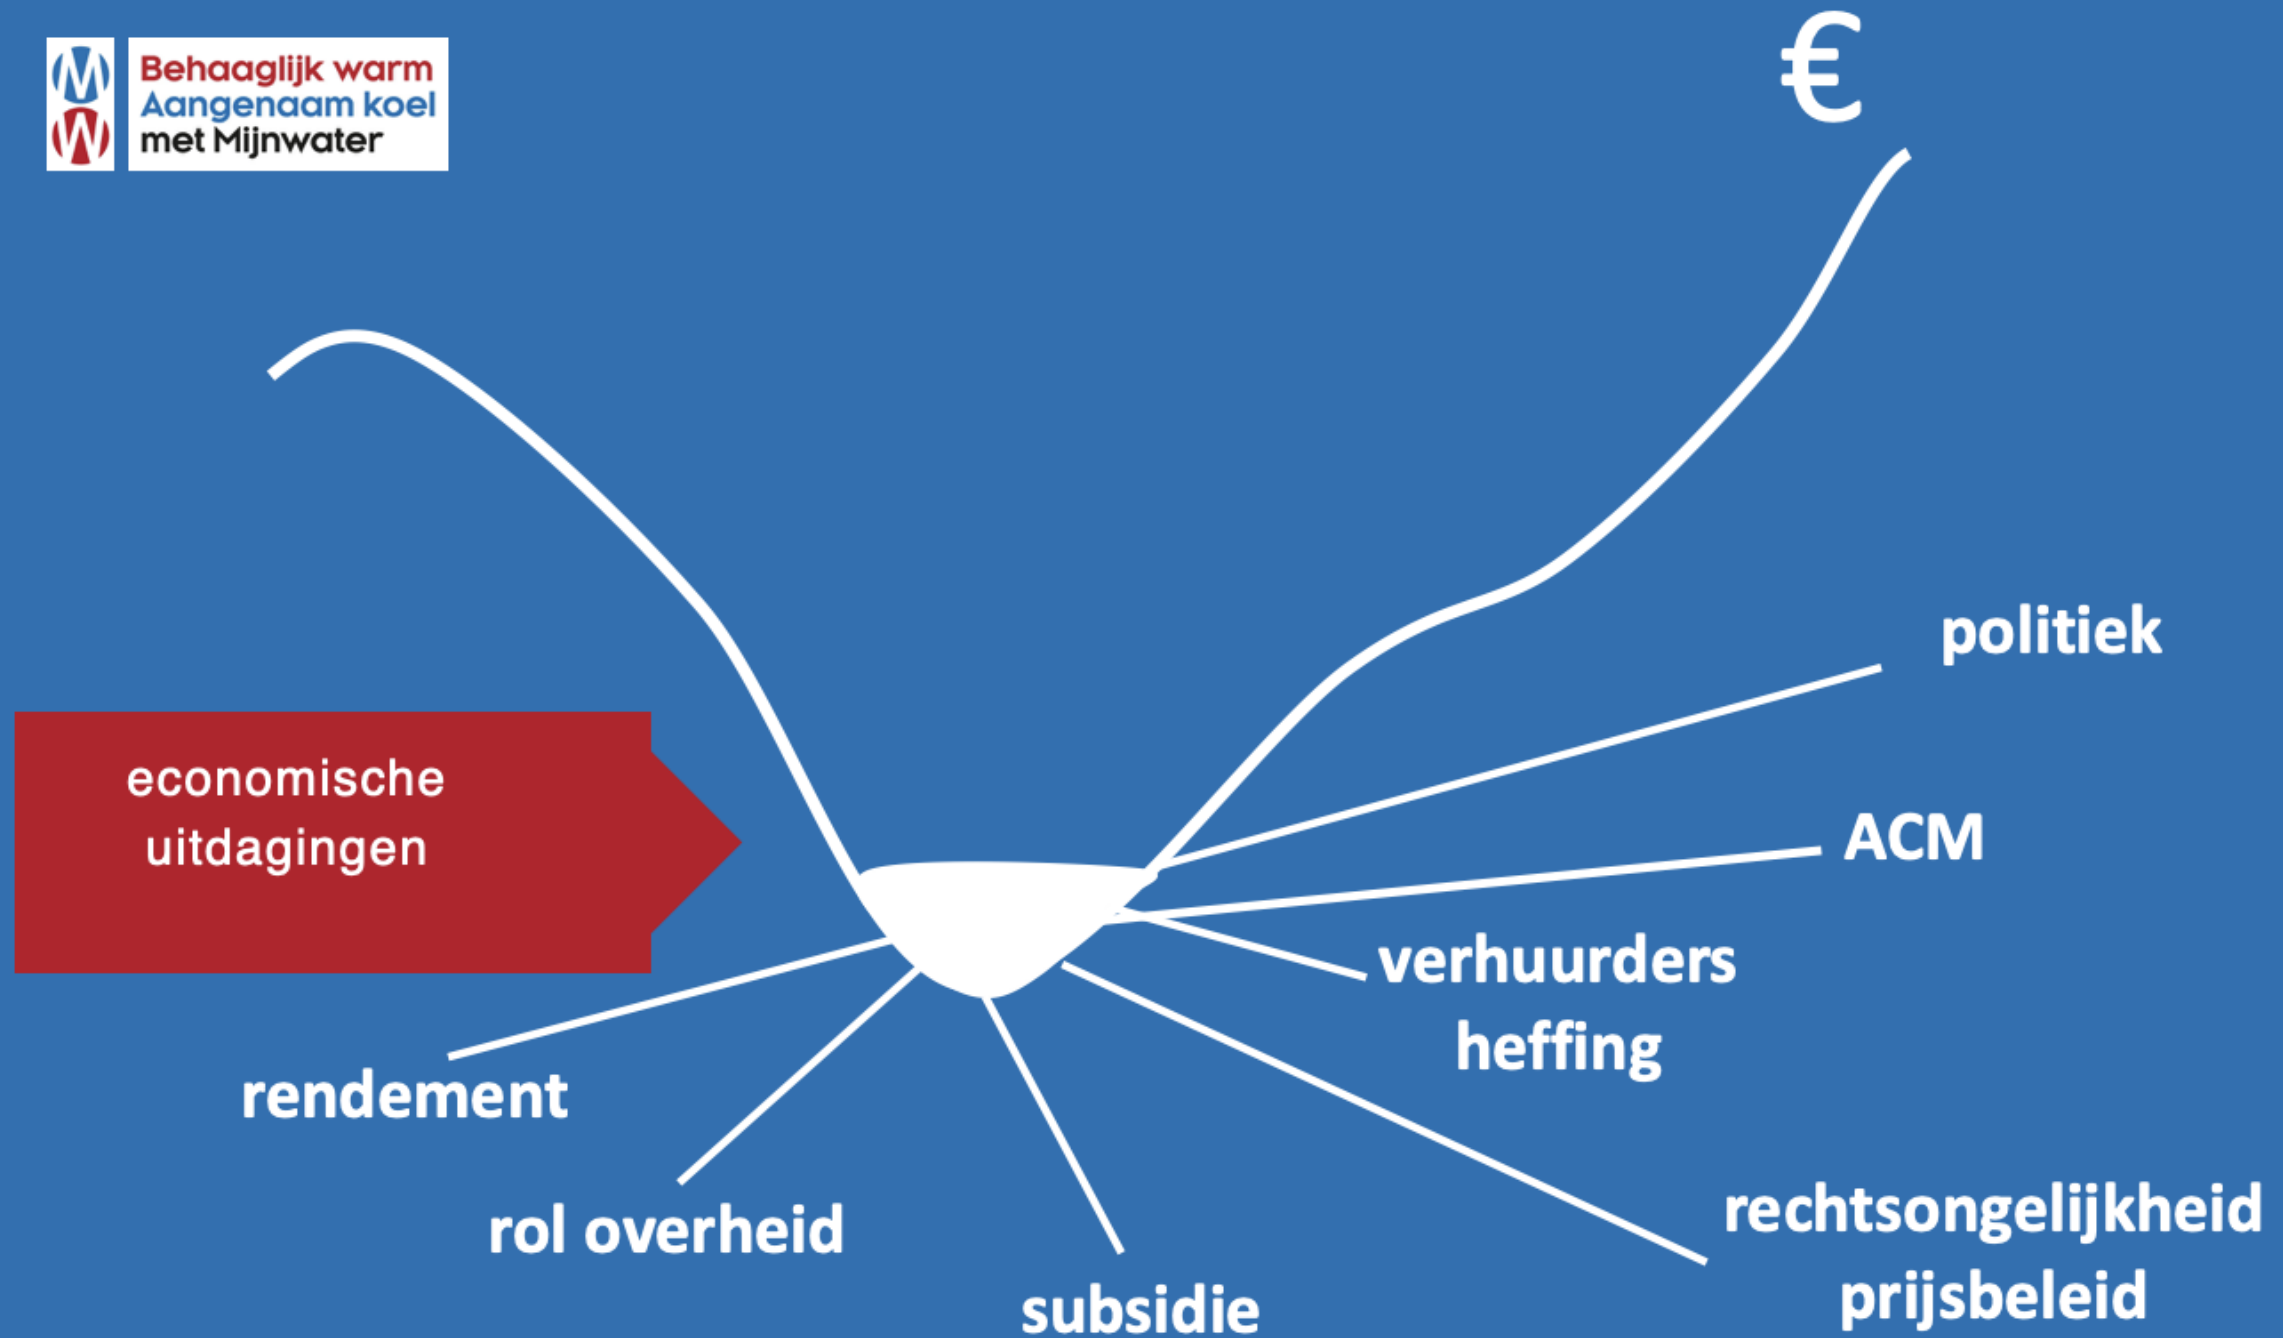 M
W
Behaaglijk warm
Aangenaam koel
met Mijnwater
€
politiek
economische
uitdagingen
ACM
verhuurders
heffing
rendement
rol overheid
subsidie
rechtsongelijkheid
prijsbeleid